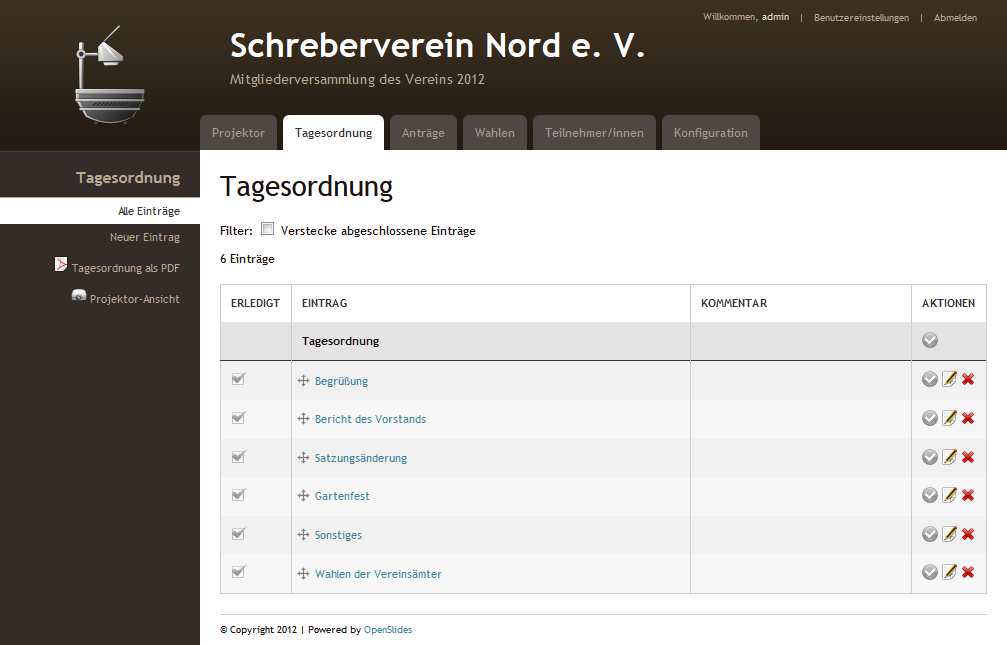 Willkommen, admin | Benutzereinstellungen | Abmelden
Schreberverein Nord e. V.
Mitgliederversammlung des Vereins 2012
Projektor Tagesordnung Anträge Wahlen Teilnehmer/innen Konfiguration
Tagesordnung
Alle Einträge
Neuer Eintrag
Tagesordnung als PDF
Projektor-Ansicht
Tagesordnung
Filter: Verstecke abgeschlossene Einträge
6 Einträge
ERLEDIGT EINTRAG KOMMENTAR AKTIONEN
Tagesordnung
Begrüßung
Bericht des Vorstands
Satzungsänderung
Gartenfest
Sonstiges
Wahlen der Vereinsämter
© Copyright 2012 | Powered by OpenSlides